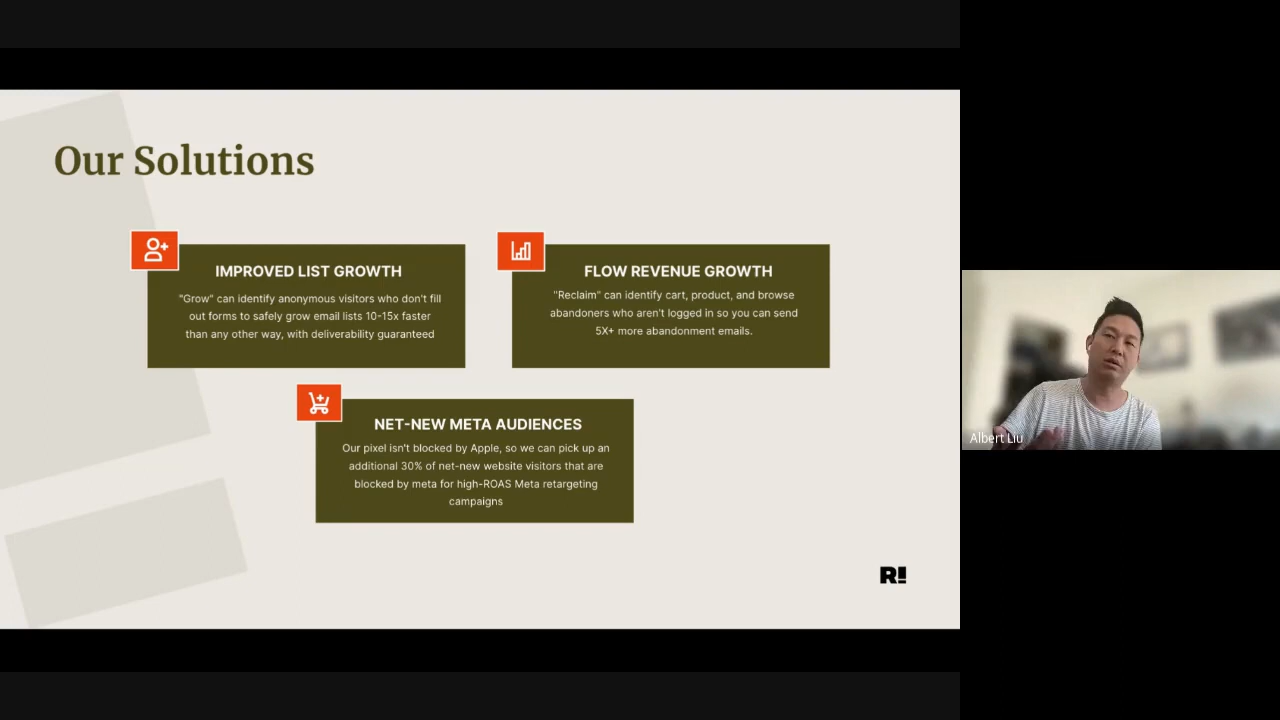 Our Solutions
IMPROVED LIST GROWTH
"Grow" can identify anonymous visitors who don't fill
out forms to safely grow email lists 10-15x faster
than any other way, with deliverability guaranteed
FLOW REVENUE GROWTH
"Reclaim" can identify cart, product, and browse
abandoners who aren't logged in so you can send
5X+ more abandonment emails.
NET-NEW META AUDIENCES
Our pixel isn't blocked by Apple, so we can pick up an
additional 30% of net-new website visitors that are
blocked by meta for high-ROAS Meta retargeting
campaigns
R!
Albert Liu